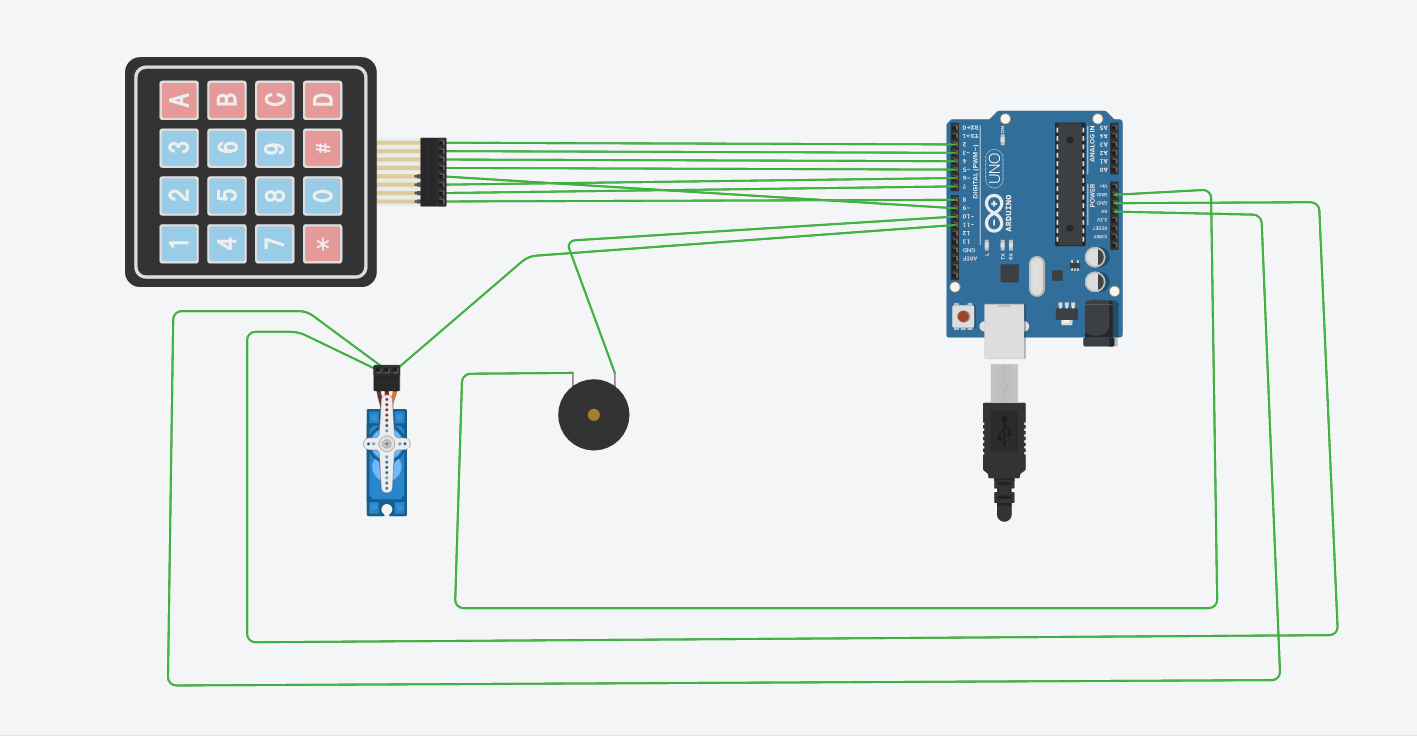 A B C D
3 6 9 #
2 5 8 0
1 4 7 *
RX←0
TX→1
2
~3
4
~5
~6
7
8
~9
~10
~11
12
13
GND
AREF
DIGITAL (PWM~)
L
TX
RX
ON
UNO
ARDUINO
A5
A4
A3
A2
A1
A0
ANALOG IN
Vin
GND
GND
5V
3.3V
RESET
IOREF
POWER